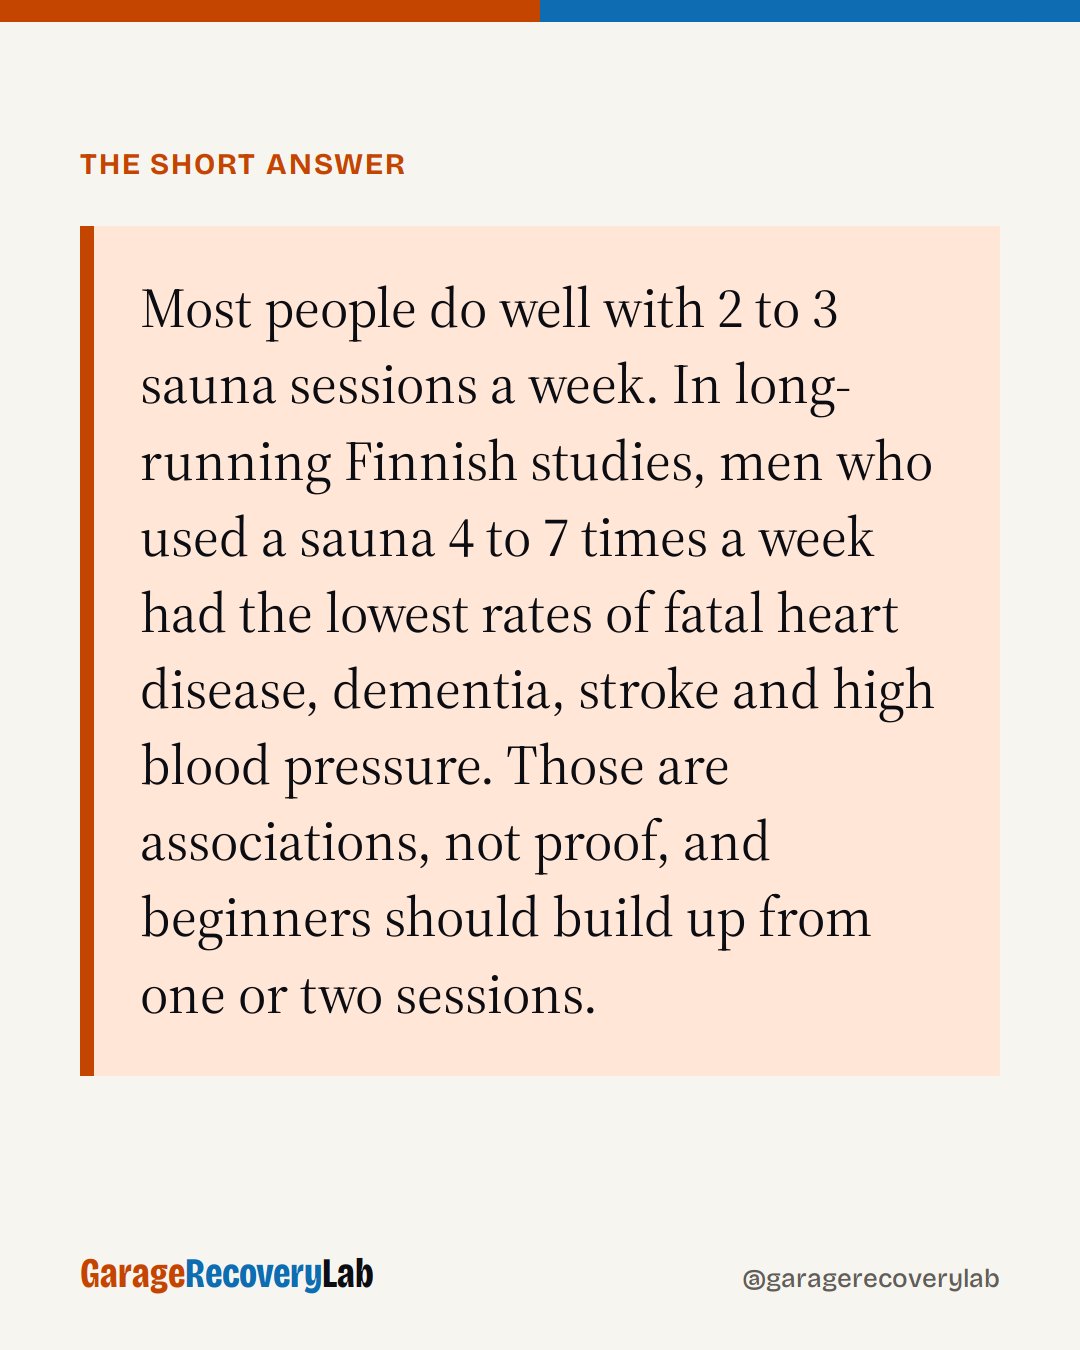 THE SHORT ANSWER
Most people do well with 2 to 3
sauna sessions a week. In long-
running Finnish studies, men who
used a sauna 4 to 7 times a week
had the lowest rates of fatal heart
disease, dementia, stroke and high
blood pressure. Those are
associations, not proof, and
beginners should build up from
one or two sessions.
GarageRecoveryLab
@garagerecoverylab